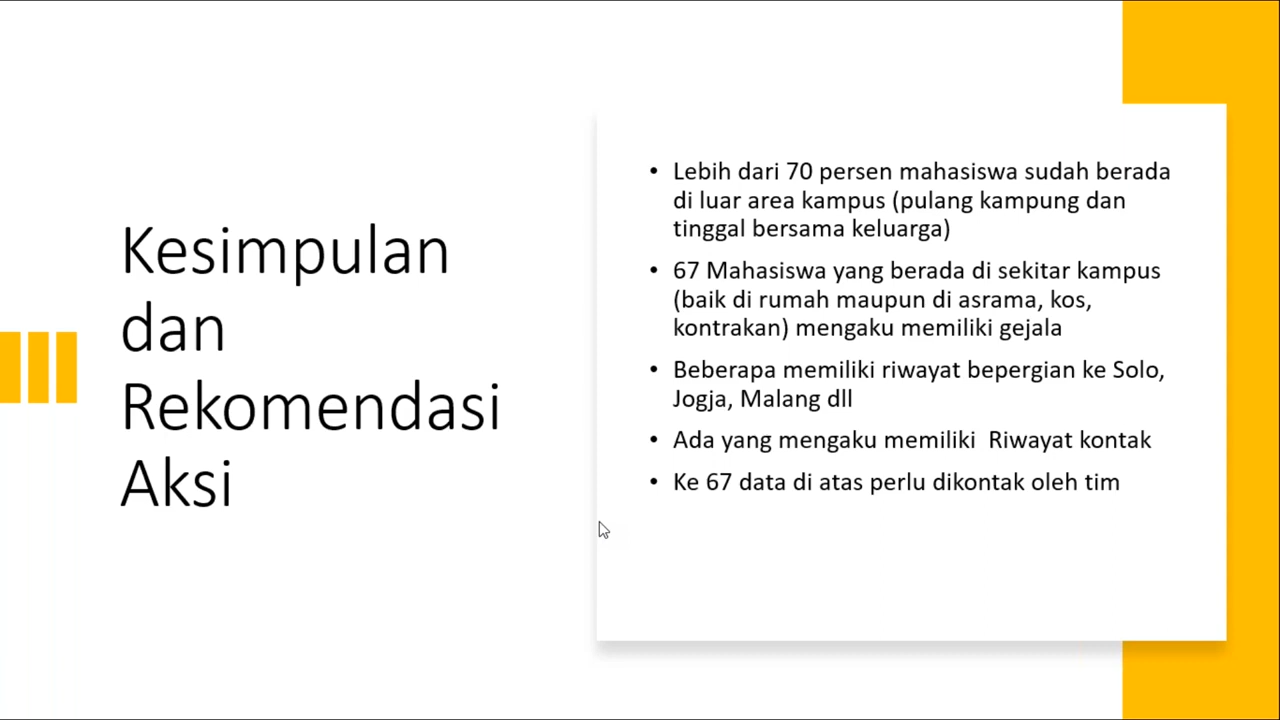 Kesimpulan
dan
Rekomendasi
Aksi
• Lebih dari 70 persen mahasiswa sudah berada
di luar area kampus (pulang kampung dan
tinggal bersama keluarga)
• 67 Mahasiswa yang berada di sekitar kampus
(baik di rumah maupun di asrama, kos,
kontrakan) mengaku memiliki gejala
• Beberapa memiliki riwayat bepergian ke Solo,
Jogja, Malang dll
• Ada yang mengaku memiliki  Riwayat kontak
• Ke 67 data di atas perlu dikontak oleh tim